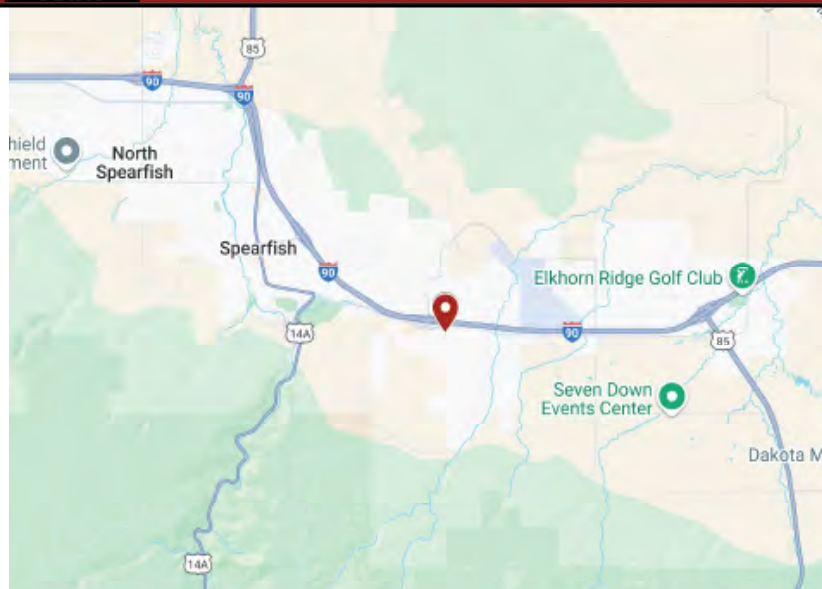 85
90
90
hield
ment
North
Spearfish
Spearfish
90
Elkhorn Ridge Golf Club
14A
90
85
Seven Down
Events Center
Dakota M
14A